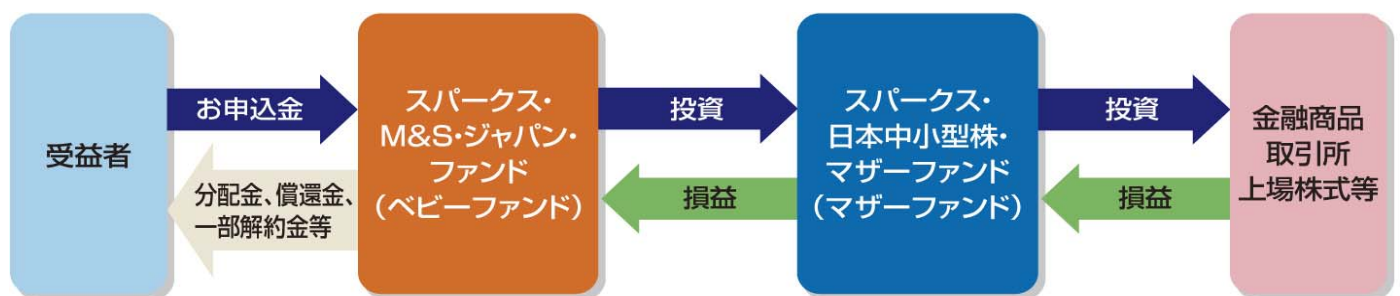 受益者
お申込金
分配金、償還金、
一部解約金等
スパークス・
M&S・ジャパン・
ファンド
(ベビーファンド)
投資
損益
スパークス・
日本中小型株・
マザーファンド
(マザーファンド)
投資
損益
金融商品
取引所
上場株式等